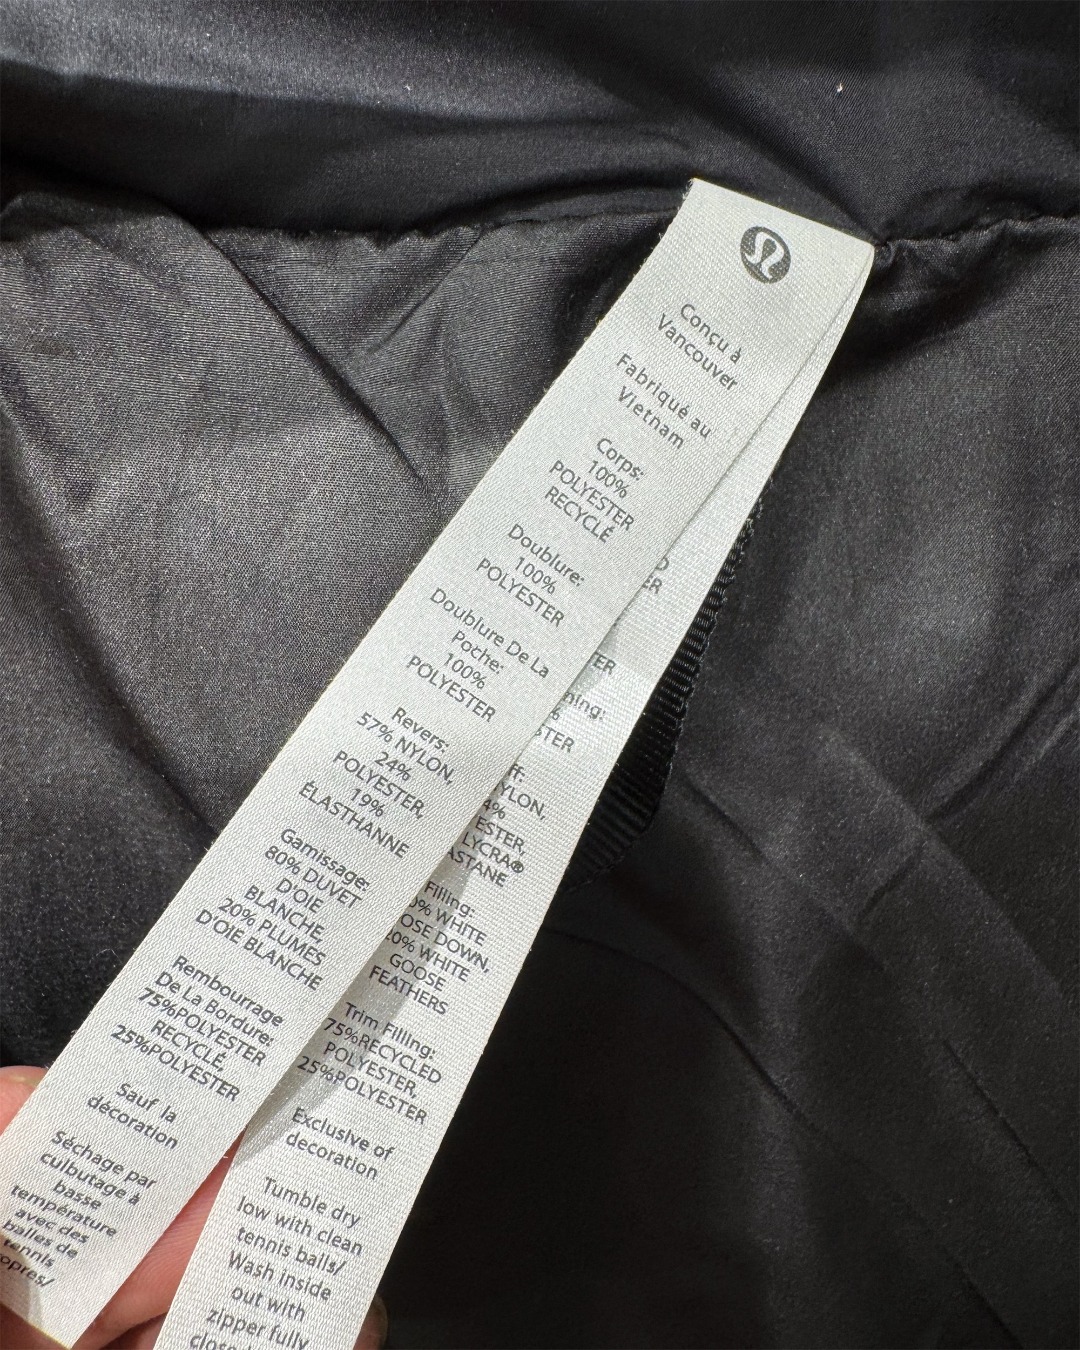 Conçu à
Vancouver
Fabriqué au
Vietnam
Corps:
100%
POLYESTER
RECYCLÉ
Doublure:
100%
POLYESTER
Doublure De La
Poche:
100%
POLYESTER
Revers:
57% NYLON,
24%
POLYESTER,
19%
ÉLASTHANNE
Garnissage:
80% DUVET
D'OIE
BLANCHE,
20% PLUMES
D'OIE BLANCHE
Rembourrage
De La Bordure:
75%POLYESTER
RECYCLÉ,
25%POLYESTER
Sauf la
décoration
Séchage par
culbutage à
basse
température
avec des
balles de
tennis
LYCRA®
Filling:
WHITE
DOWN,
WHITE
GOOSE
FEATHERS
Trim Filling:
75%RECYCLED
POLYESTER,
25%POLYESTER
Exclusive of
decoration
Tumble dry
low with clean
tennis balls/
Wash inside
out with
zipper fully